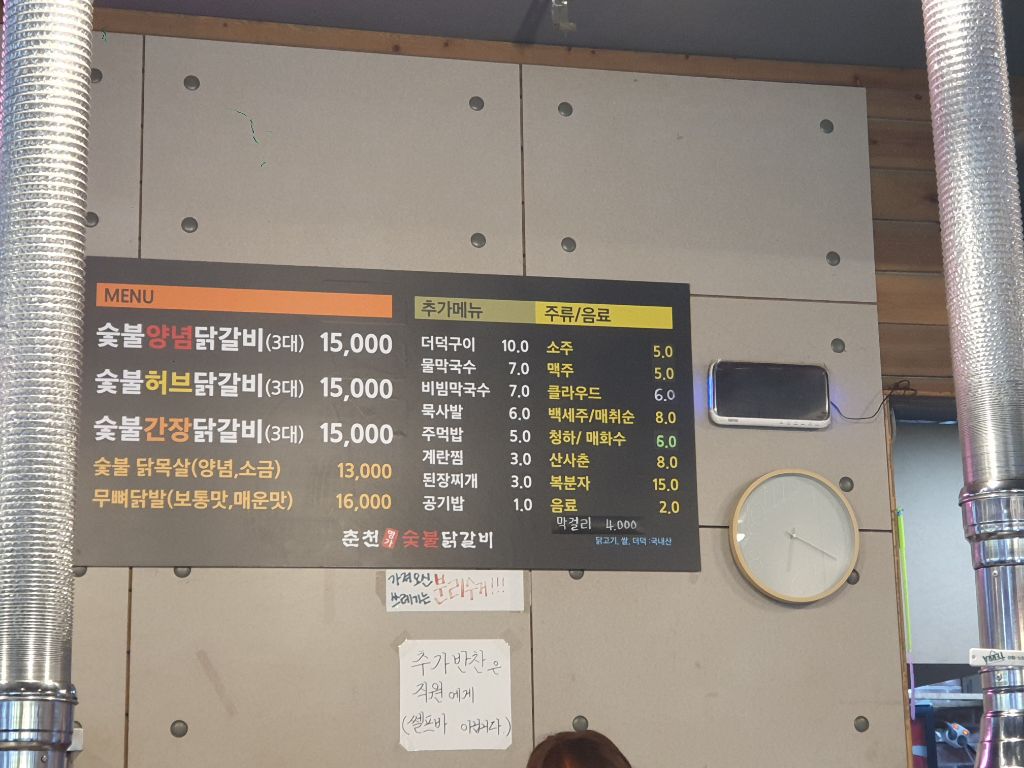 MENU
숯불양념닭갈비(3대) 15,000
숯불허브닭갈비(3대) 15,000
숯불간장닭갈비(3대) 15,000
숯불 닭목살(양념,소금) 13,000
무뼈닭발(보통맛,매운맛) 16,000
추가메뉴
더덕구이 10.0
물막국수 7.0
비빔막국수 7.0
묵사발 6.0
주먹밥 5.0
계란찜 3.0
된장찌개 3.0
공기밥 1.0
주류/음료
소주 5.0
맥주 5.0
클라우드 6.0
백세주/매취순 8.0
청하/ 매화수 6.0
산사춘 8.0
복분자 15.0
음료 2.0
막걸리 4.000
닭고기, 쌀, 더덕 :국내산
춘천 명가 숯불닭갈비
가져오신 분리수거!!!
쓰레기는
추가반찬은
직원에게
(쎌프바 아닙니다)